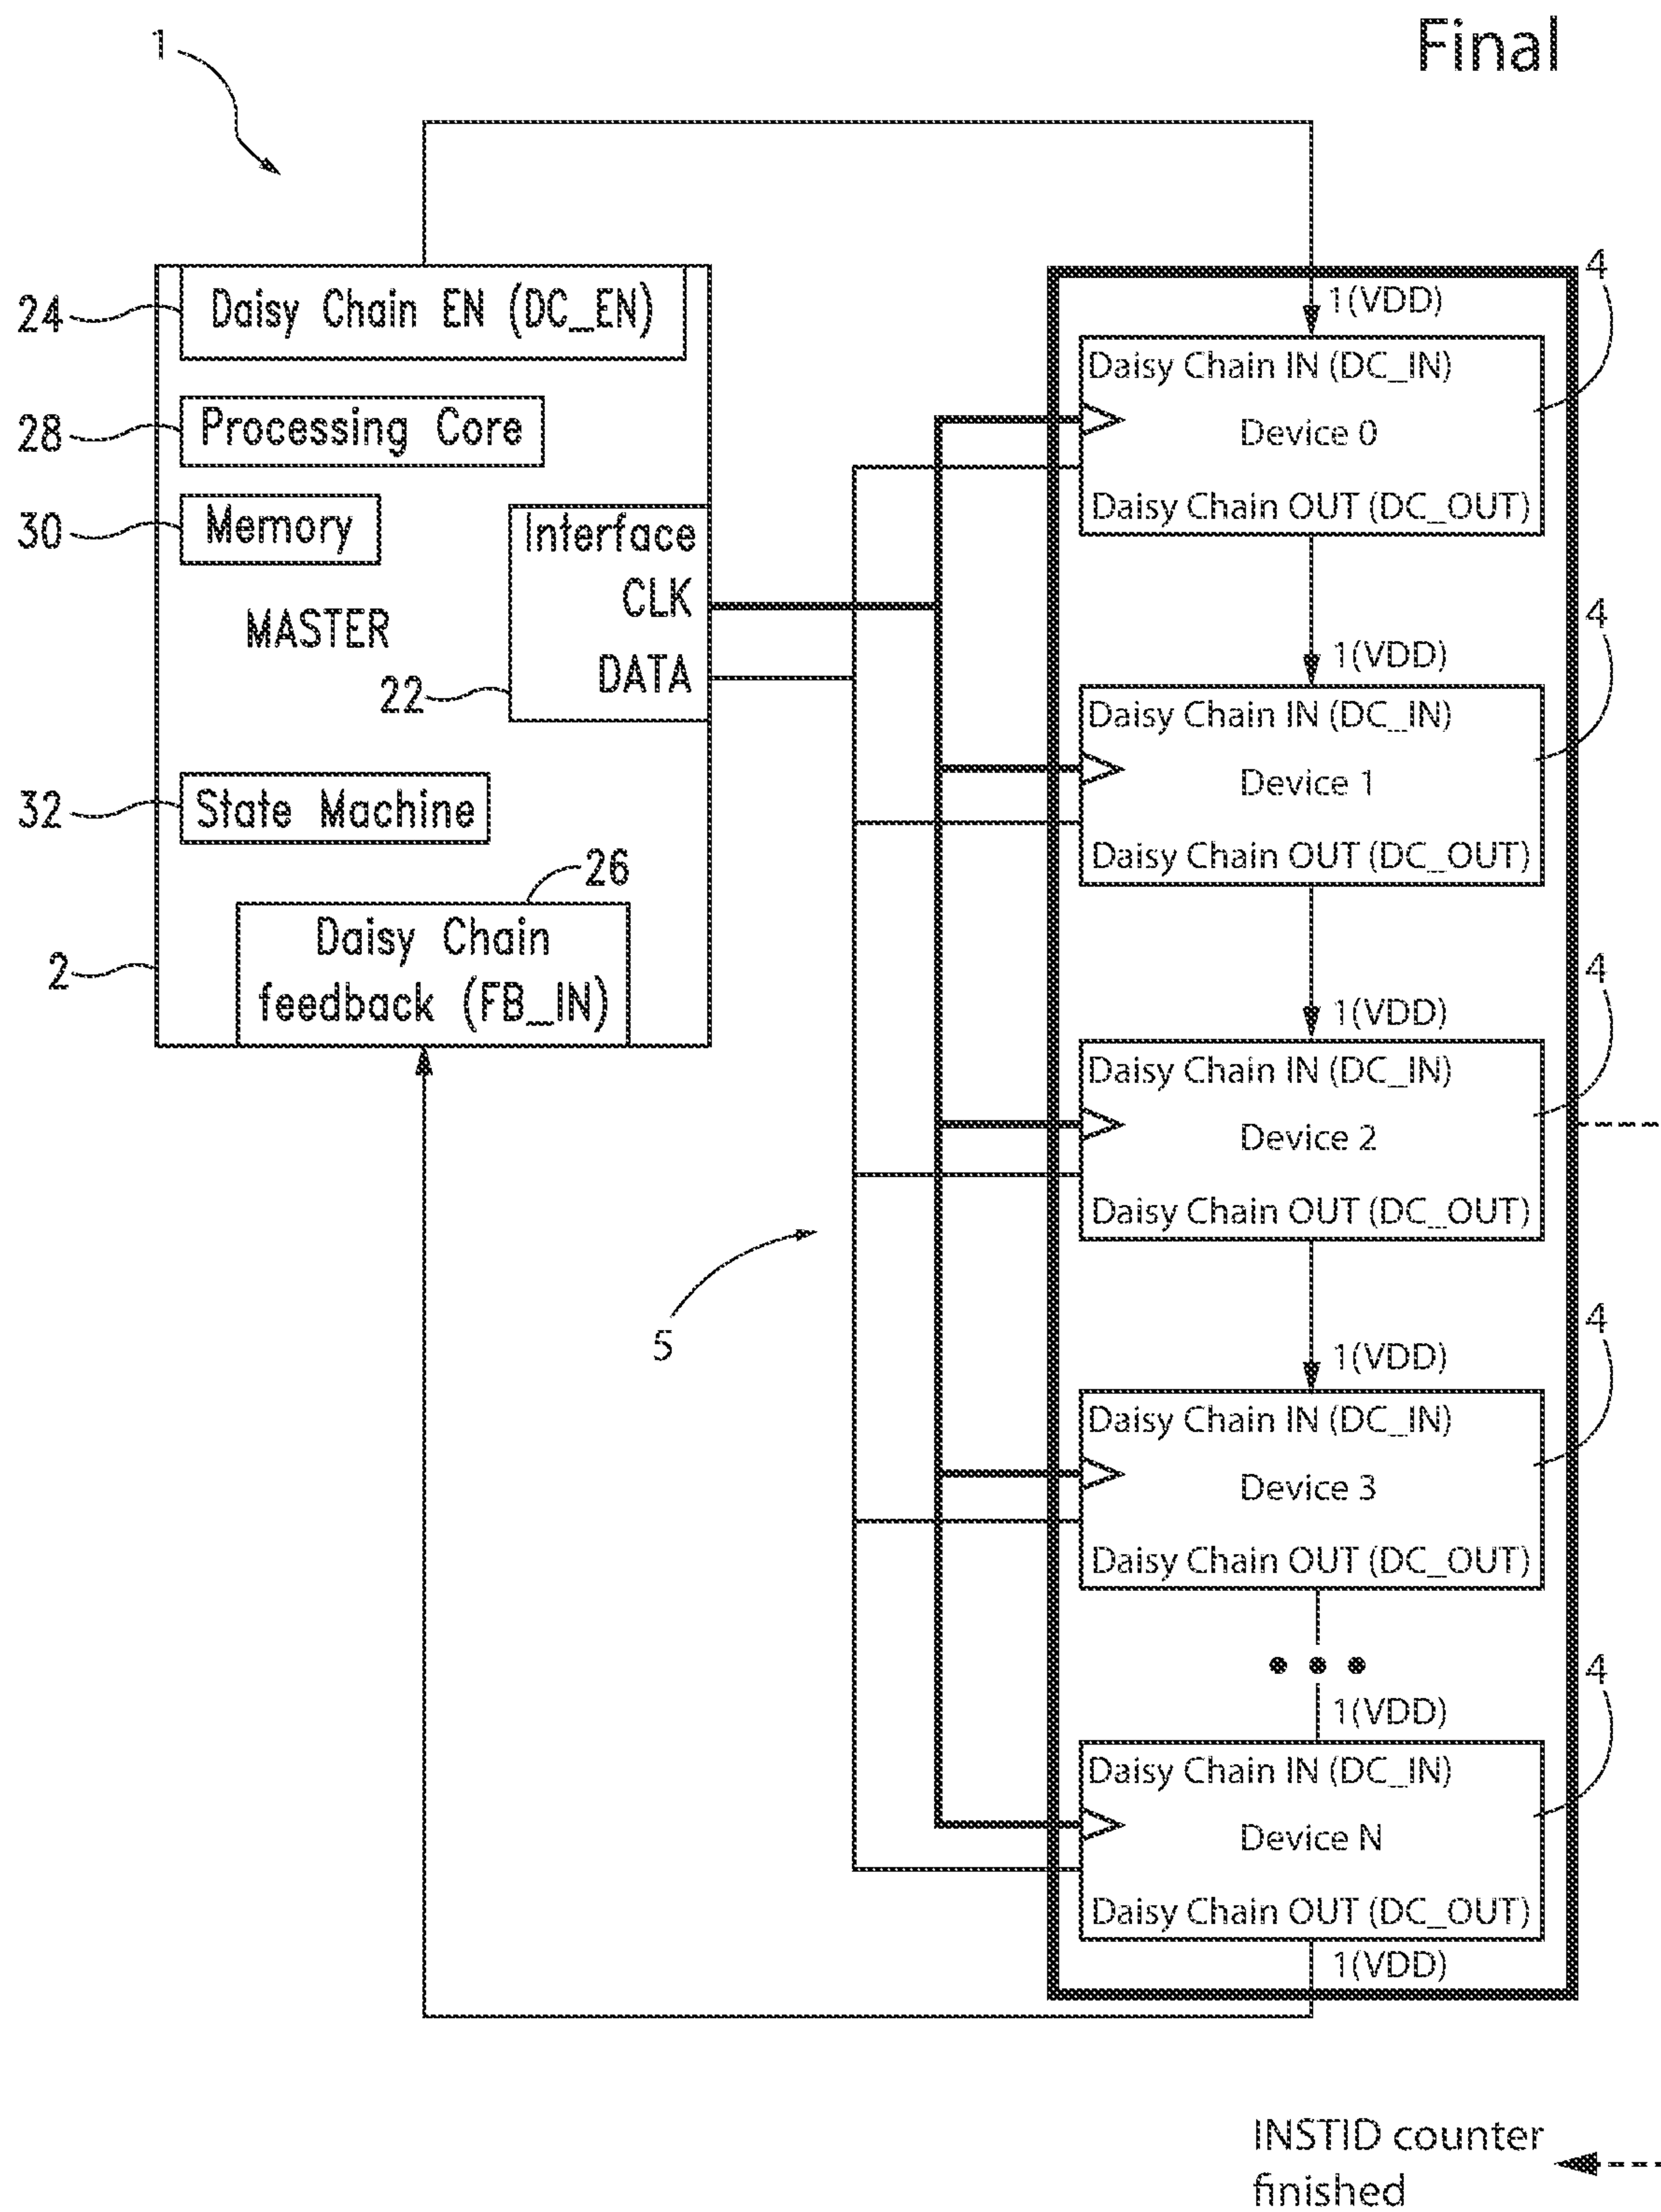 1
Final
24
Daisy Chain EN (DC_EN)
28
Processing Core
30
Memory
MASTER
Interface
CLK
DATA
22
32
State Machine
26
2
Daisy Chain
feedback (FB_IN)
5
1(VDD)
4
Daisy Chain IN (DC_IN)
Device 0
Daisy Chain OUT (DC_OUT)
1(VDD)
4
Daisy Chain IN (DC_IN)
Device 1
Daisy Chain OUT (DC_OUT)
1(VDD)
4
Daisy Chain IN (DC_IN)
Device 2
Daisy Chain OUT (DC_OUT)
1(VDD)
4
Daisy Chain IN (DC_IN)
Device 3
Daisy Chain OUT (DC_OUT)
1(VDD)
4
Daisy Chain IN (DC_IN)
Device N
Daisy Chain OUT (DC_OUT)
1(VDD)
INSTID counter
finished